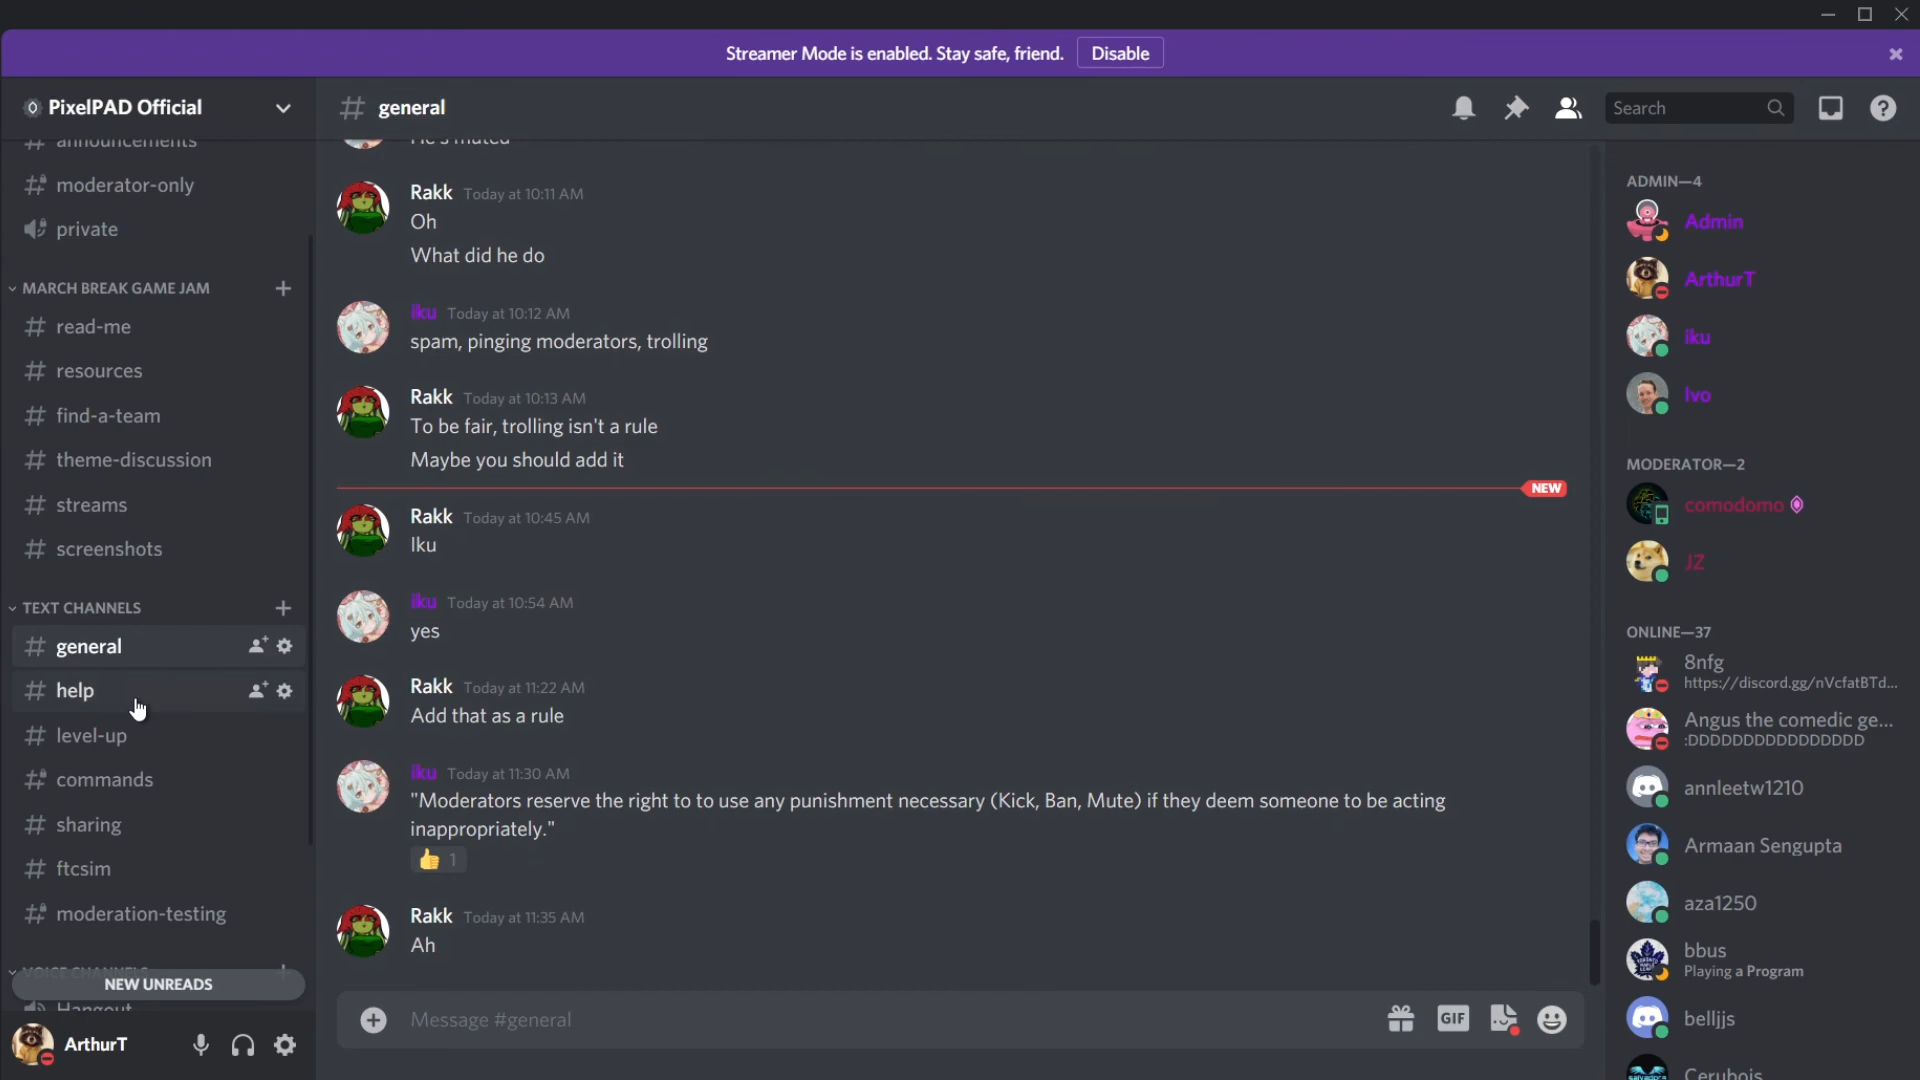 Streamer Mode is enabled. Stay safe, friend.
Disable
PixelPAD Official
announcements
moderator-only
private
MARCH BREAK GAME JAM
read-me
resources
find-a-team
theme-discussion
streams
screenshots
TEXT CHANNELS
general
help
level-up
commands
sharing
ftcsim
moderation-testing
VOICE CHANNELS
NEW UNREADS
Hangout
ArthurT
# general
Search
He's muted
Rakk Today at 10:11 AM
Oh
What did he do
iku Today at 10:12 AM
spam, pinging moderators, trolling
Rakk Today at 10:13 AM
To be fair, trolling isn't a rule
Maybe you should add it
NEW
Rakk Today at 10:45 AM
Iku
iku Today at 10:54 AM
yes
Rakk Today at 11:22 AM
Add that as a rule
iku Today at 11:30 AM
"Moderators reserve the right to to use any punishment necessary (Kick, Ban, Mute) if they deem someone to be acting
inappropriately."
1
Rakk Today at 11:35 AM
Ah
Message #general
GIF
ADMIN—4
Admin
ArthurT
iku
Ivo
MODERATOR—2
comodomo
JZ
ONLINE—37
8nfg
https://discord.gg/nVcfatBTd...
Angus the comedic ge...
:DDDDDDDDDDDDDDDD
annleetw1210
Armaan Sengupta
aza1250
bbus
Playing a Program
belljjs
Cerubois